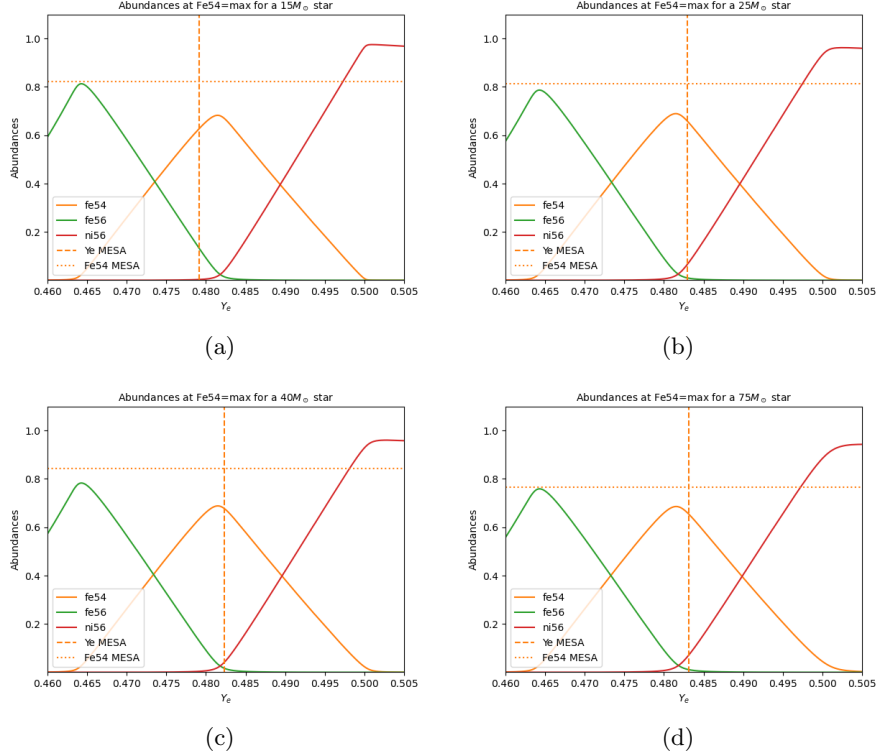 Abundances at Fe54=max for a 15M⊙ star
Abundances
1.0
0.8
0.6
0.4
0.2
fe54
fe56
ni56
Ye MESA
Fe54 MESA
0.460 0.465 0.470 0.475 0.480 0.485 0.490 0.495 0.500 0.505
Ye
(a)
Abundances at Fe54=max for a 25M⊙ star
Abundances
1.0
0.8
0.6
0.4
0.2
fe54
fe56
ni56
Ye MESA
Fe54 MESA
0.460 0.465 0.470 0.475 0.480 0.485 0.490 0.495 0.500 0.505
Ye
(b)
Abundances at Fe54=max for a 40M⊙ star
Abundances
1.0
0.8
0.6
0.4
0.2
fe54
fe56
ni56
Ye MESA
Fe54 MESA
0.460 0.465 0.470 0.475 0.480 0.485 0.490 0.495 0.500 0.505
Ye
(c)
Abundances at Fe54=max for a 75M⊙ star
Abundances
1.0
0.8
0.6
0.4
0.2
fe54
fe56
ni56
Ye MESA
Fe54 MESA
0.460 0.465 0.470 0.475 0.480 0.485 0.490 0.495 0.500 0.505
Ye
(d)